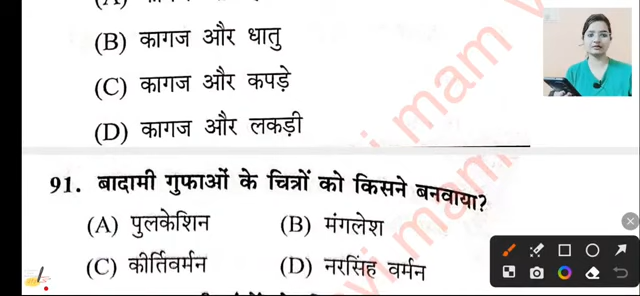 (B) कागज और धातु
(C) कागज और कपड़े
(D) कागज और लकड़ी
91. बादामी गुफाओं के चित्रों को किसने बनवाया?
(A) पुलकेशिन (B) मंगलेश
(C) कीर्तिवर्मन (D) नरसिंह वर्मन